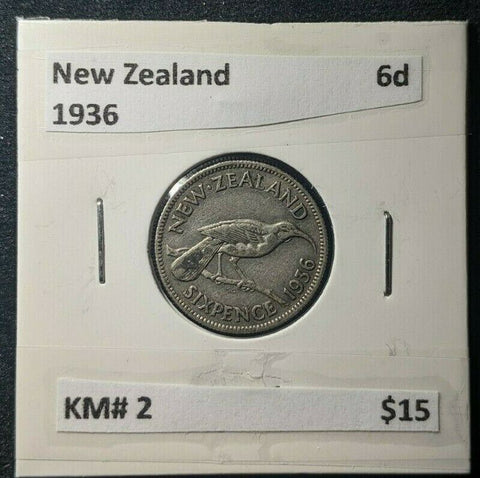 New Zealand 6d
1936
NEW·ZEALAND
SIXPENCE 1936
KM# 2 $15